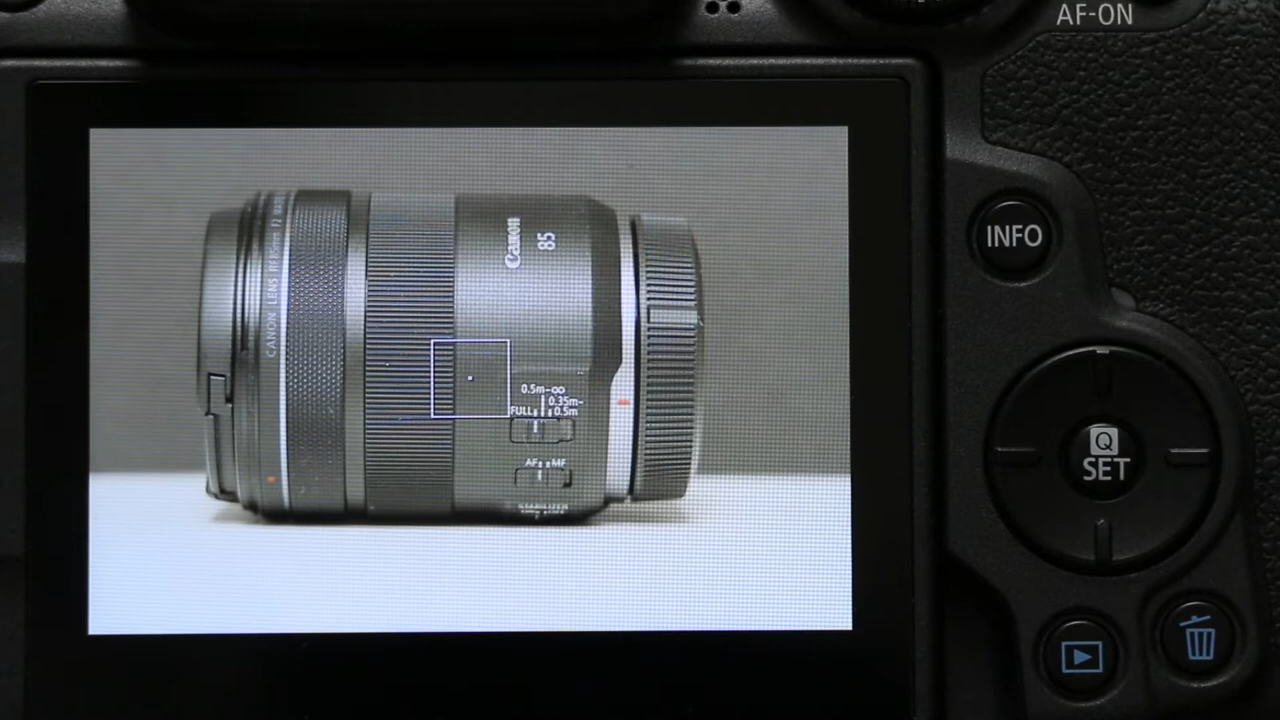 AF-ON
INFO
Q
SET
CANON LENS RF85mm F2
Canon
85
0.5m-∞
0.35m-
FULL
0.5m
AF MF
STABILIZER